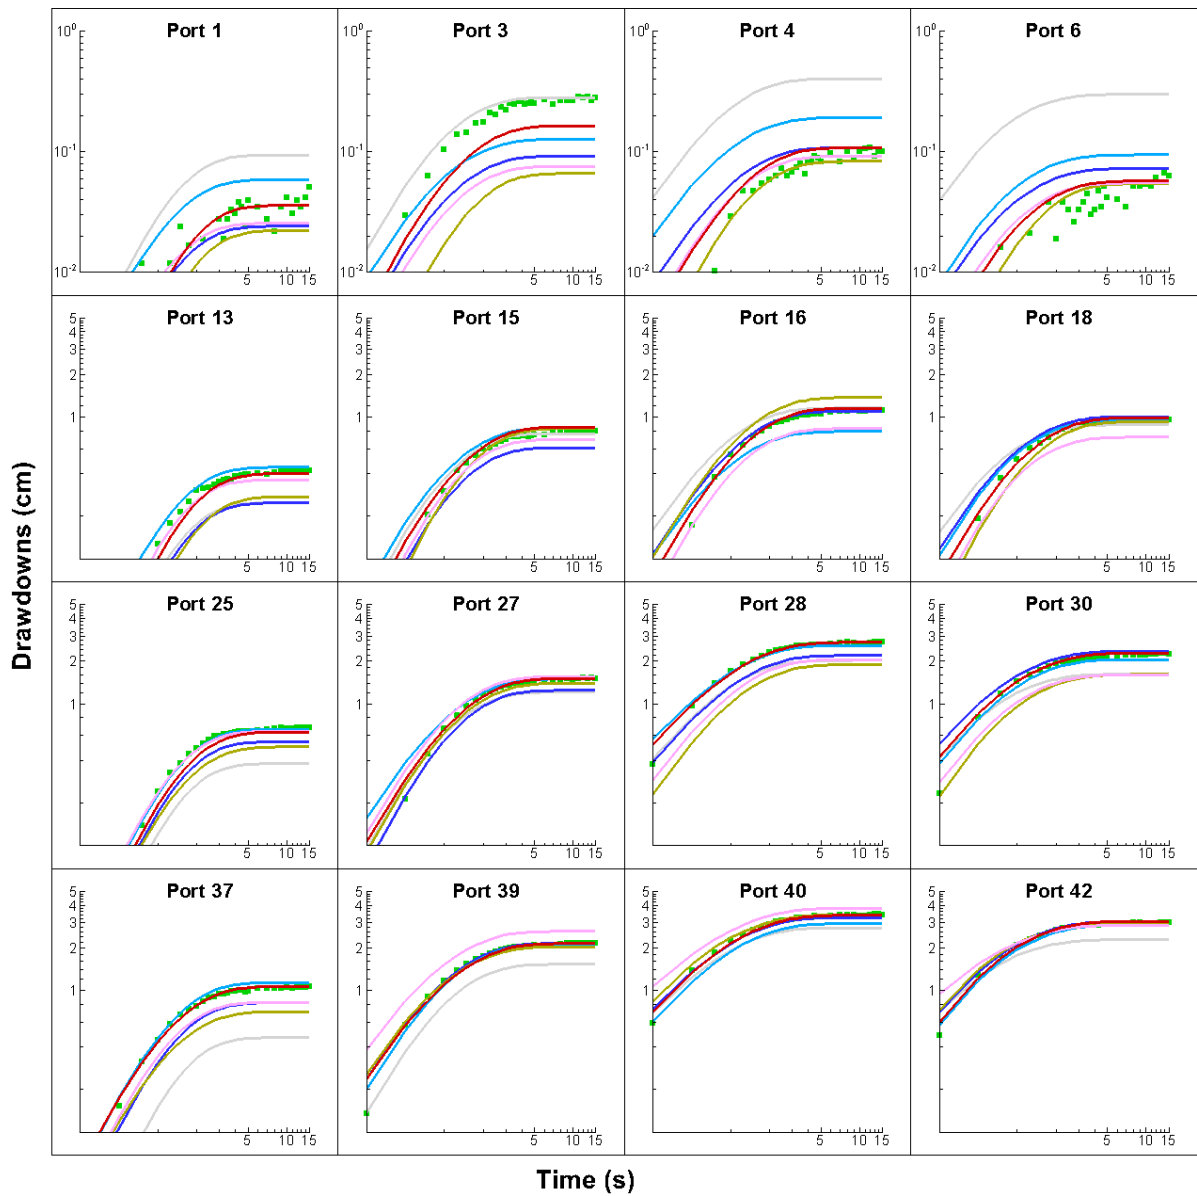 Port 1
Port 3
Port 4
Port 6
10⁰
10⁻¹
10⁻²
5 10 15
10⁰
10⁻¹
10⁻²
5 10 15
10⁰
10⁻¹
10⁻²
5 10 15
10⁰
10⁻¹
10⁻²
5 10 15
Port 13
Port 15
Port 16
Port 18
5
4
3
2
1
5 10 15
5
4
3
2
1
5 10 15
5
4
3
2
1
5 10 15
5
4
3
2
1
5 10 15
Port 25
Port 27
Port 28
Port 30
5
4
3
2
1
5 10 15
5
4
3
2
1
5 10 15
5
4
3
2
1
5 10 15
5
4
3
2
1
5 10 15
Port 37
Port 39
Port 40
Port 42
5
4
3
2
1
5 10 15
5
4
3
2
1
5 10 15
5
4
3
2
1
5 10 15
5
4
3
2
1
5 10 15
Drawdowns (cm)
Time (s)